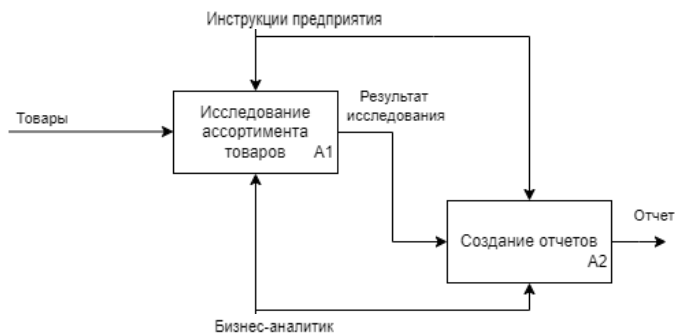 Инструкции предприятия
Товары
Исследование
ассортимента
товаров
A1
Результат
исследования
Создание отчетов
A2
Отчет
Бизнес-аналитик